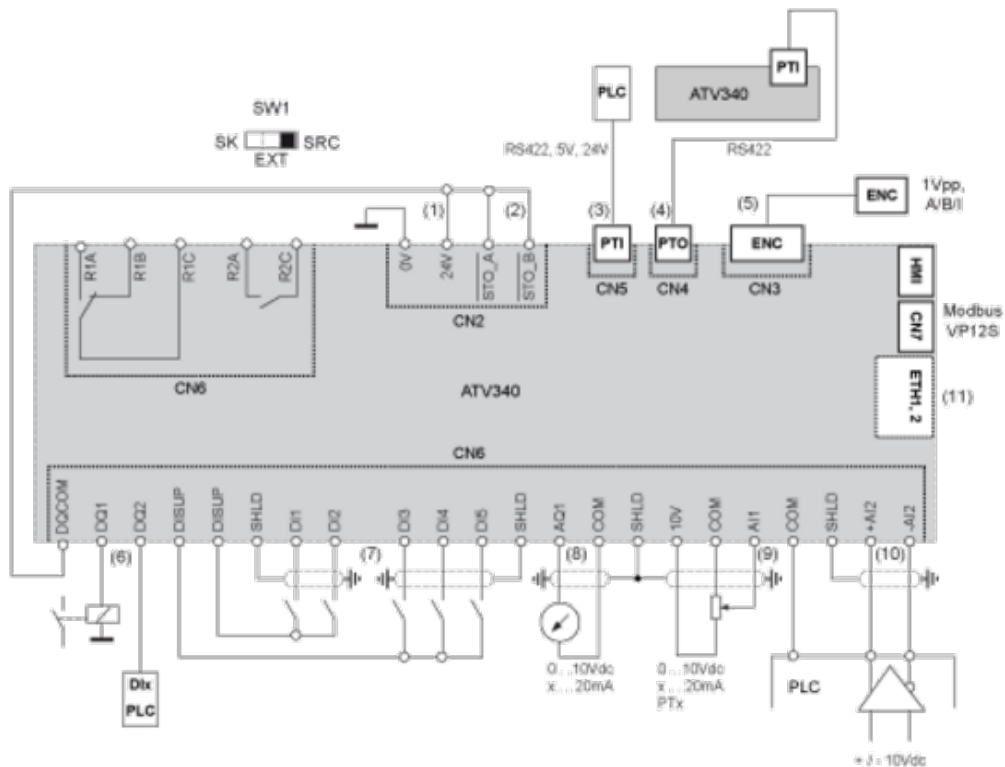 PTI
PLC
ATV340
SW1
SK
SRC
EXT
RS422, 5V, 24V
RS422
ENC
1Vpp,
A/B/I
(1)
(2)
(3)
(4)
(5)
PTI
PTO
ENC
HMI
R1A
R1B
R1C
R2A
R2C
0V
24V
STO_A
STO_B
CN5
CN4
CN3
CN2
CN7
Modbus
VP12S
CN6
ATV340
ETH1, 2
(11)
CN6
DQCOM
DQ1
DQ2
DISUP
DISUP
SHLD
DI1
DI2
DI3
DI4
DI5
SHLD
AQ1
COM
SHLD
10V
COM
AI1
COM
SHLD
+AI2
-AI2
(6)
(7)
(8)
(9)
(10)
0...10Vdc
x....20mA
0...10Vdc
x....20mA
PTx
PLC
DIx
PLC
+ / - 10Vdc